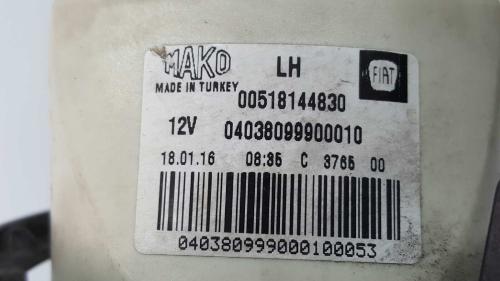 MAKO LH FIAT
MADE IN TURKEY
00518144830
12V 04038099900010
18.01.16 08:35 C 3765 00
040380999000100053